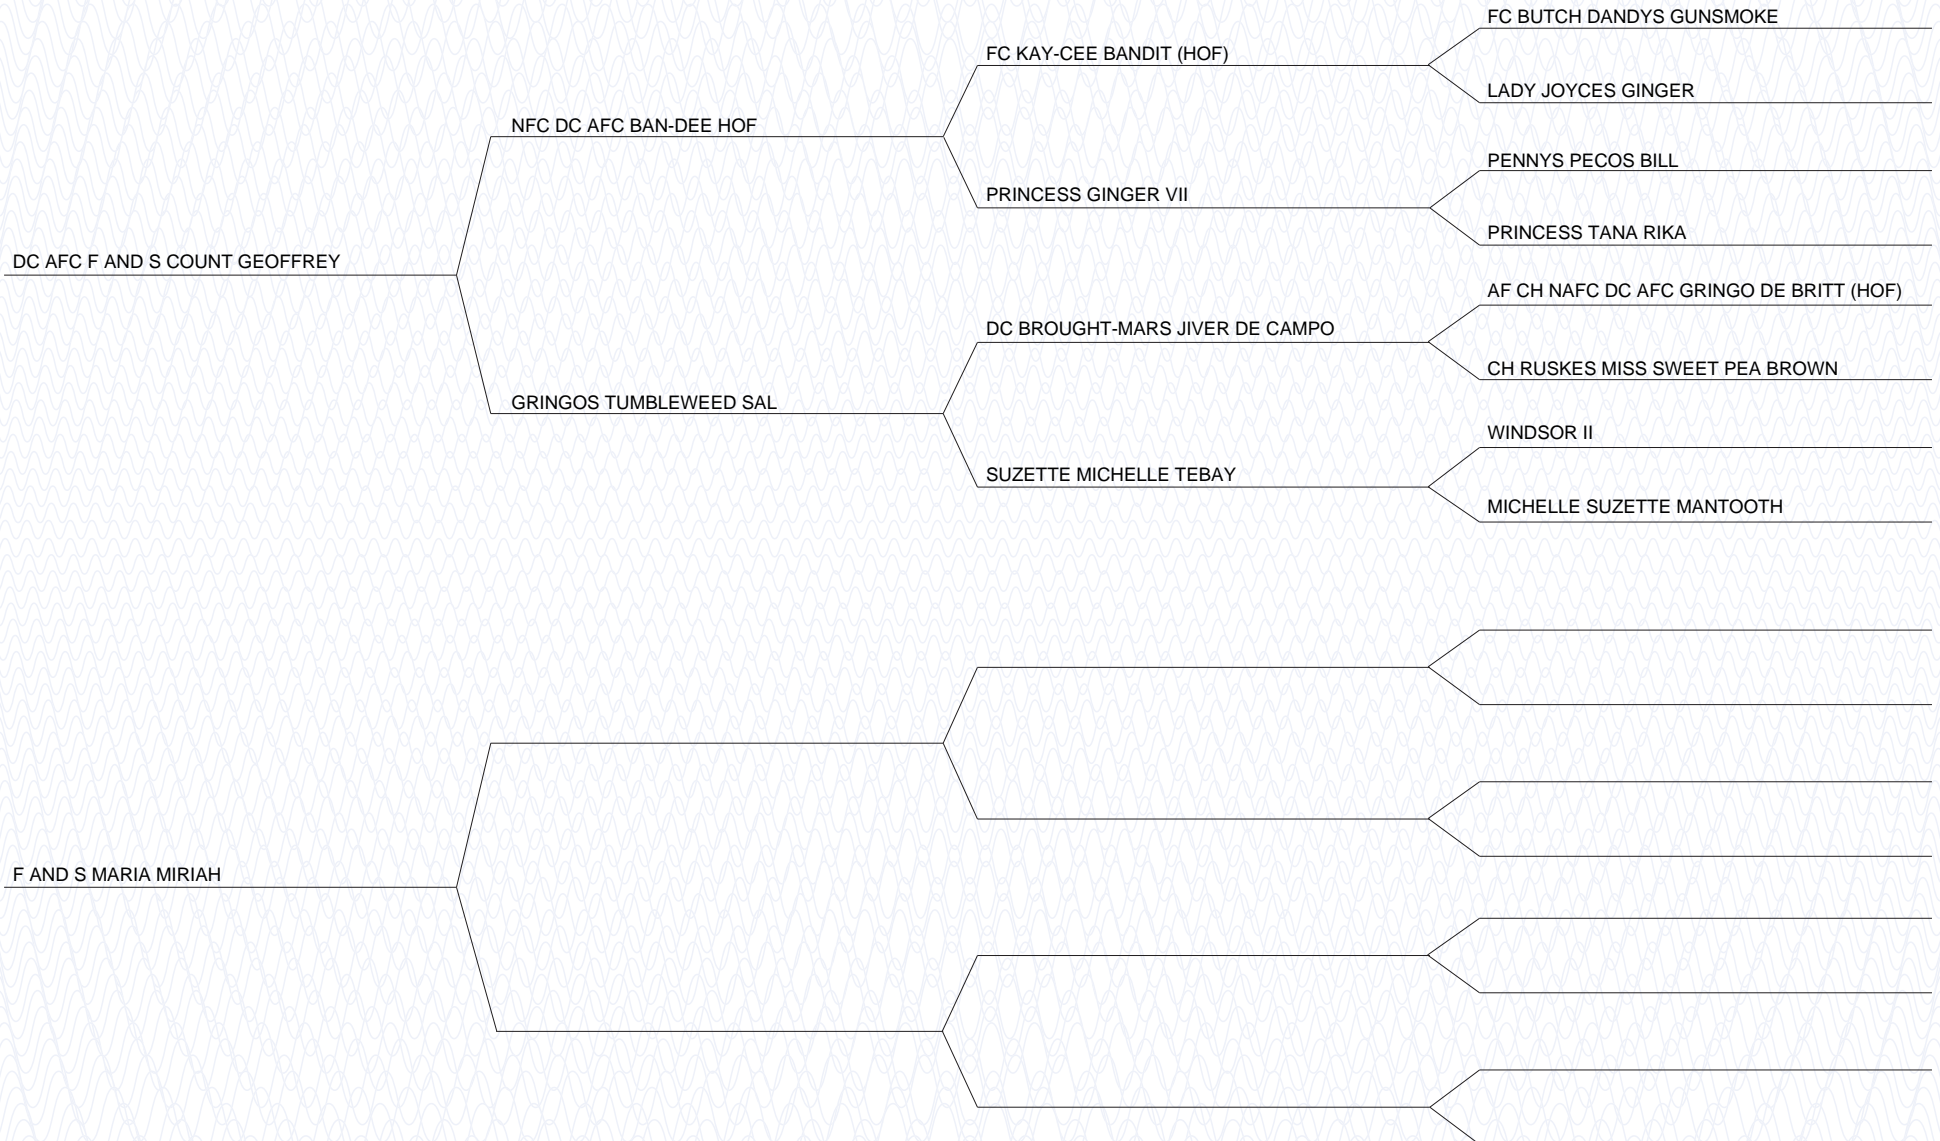 FC BUTCH DANDYS GUNSMOKE
FC KAY-CEE BANDIT (HOF)
LADY JOYCES GINGER
NFC DC AFC BAN-DEE HOF
PENNYS PECOS BILL
PRINCESS GINGER VII
PRINCESS TANA RIKA
DC AFC F AND S COUNT GEOFFREY
AF CH NAFC DC AFC GRINGO DE BRITT (HOF)
DC BROUGHT-MARS JIVER DE CAMPO
CH RUSKES MISS SWEET PEA BROWN
GRINGOS TUMBLEWEED SAL
WINDSOR II
SUZETTE MICHELLE TEBAY
MICHELLE SUZETTE MANTOOTH
F AND S MARIA MIRIAH